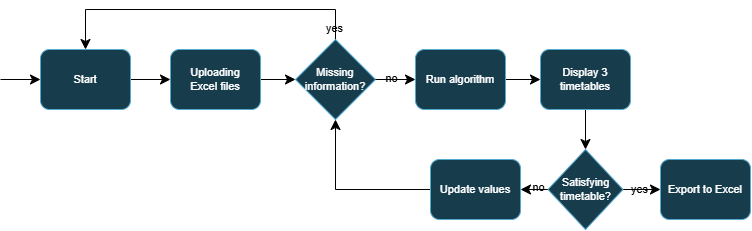 yes
Start
Uploading
Excel files
Missing
information?
no
Run algorithm
Display 3
timetables
Update values
no
Satisfying
timetable?
yes
Export to Excel